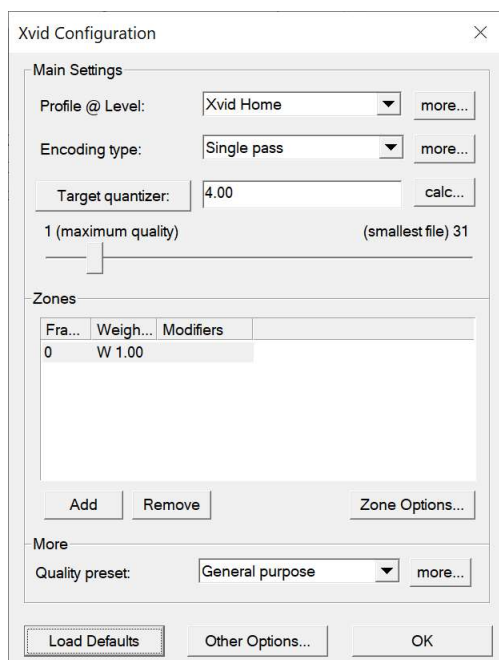 Xvid Configuration
Main Settings
Profile @ Level: Xvid Home more...
Encoding type: Single pass more...
Target quantizer: 4.00 calc...
1 (maximum quality) (smallest file) 31
Zones
Fra... Weigh... Modifiers
0 W 1.00
Add Remove Zone Options...
More
Quality preset: General purpose more...
Load Defaults Other Options... OK